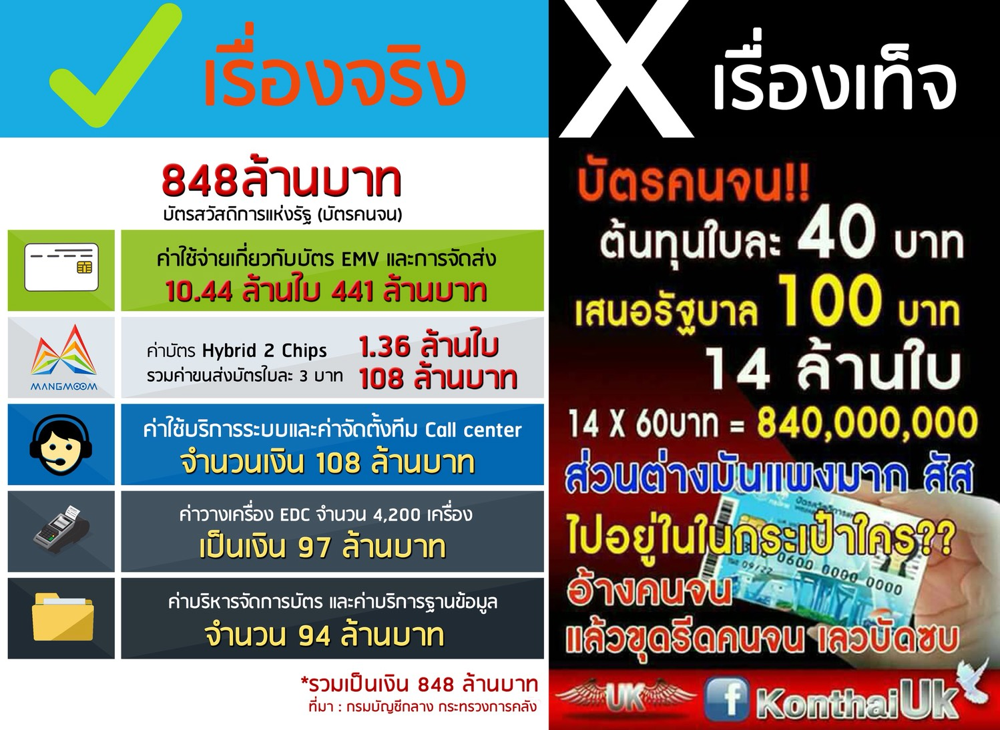 เรื่องจริง
848ล้านบาท
บัตรสวัสดิการแห่งรัฐ (บัตรคนจน)
ค่าใช้จ่ายเกี่ยวกับบัตร EMV และการจัดส่ง
10.44 ล้านใบ 441 ล้านบาท
MANGMOOM
ค่าบัตร Hybrid 2 Chips
รวมค่าขนส่งบัตรใบละ 3 บาท
1.36 ล้านใบ
108 ล้านบาท
ค่าใช้บริการระบบและค่าจัดตั้งทีม Call center
จำนวนเงิน 108 ล้านบาท
ค่าวางเครื่อง EDC จำนวน 4,200 เครื่อง
เป็นเงิน 97 ล้านบาท
ค่าบริหารจัดการบัตร และค่าบริการฐานข้อมูล
จำนวน 94 ล้านบาท
*รวมเป็นเงิน 848 ล้านบาท
ที่มา : กรมบัญชีกลาง กระทรวงการคลัง
X เรื่องเท็จ
บัตรคนจน!!
ต้นทุนใบละ 40 บาท
เสนอรัฐบาล 100 บาท
14 ล้านใบ
14 X 60บาท = 840,000,000
ส่วนต่างมันแพงมาก สัส
ไปอยู่ในในกระเป๋าใคร??
0600 0000 0000
09/22
อ้างคนจน
แล้วขูดรีดคนจน เลวบัดซบ
UK
f KonthaiUk